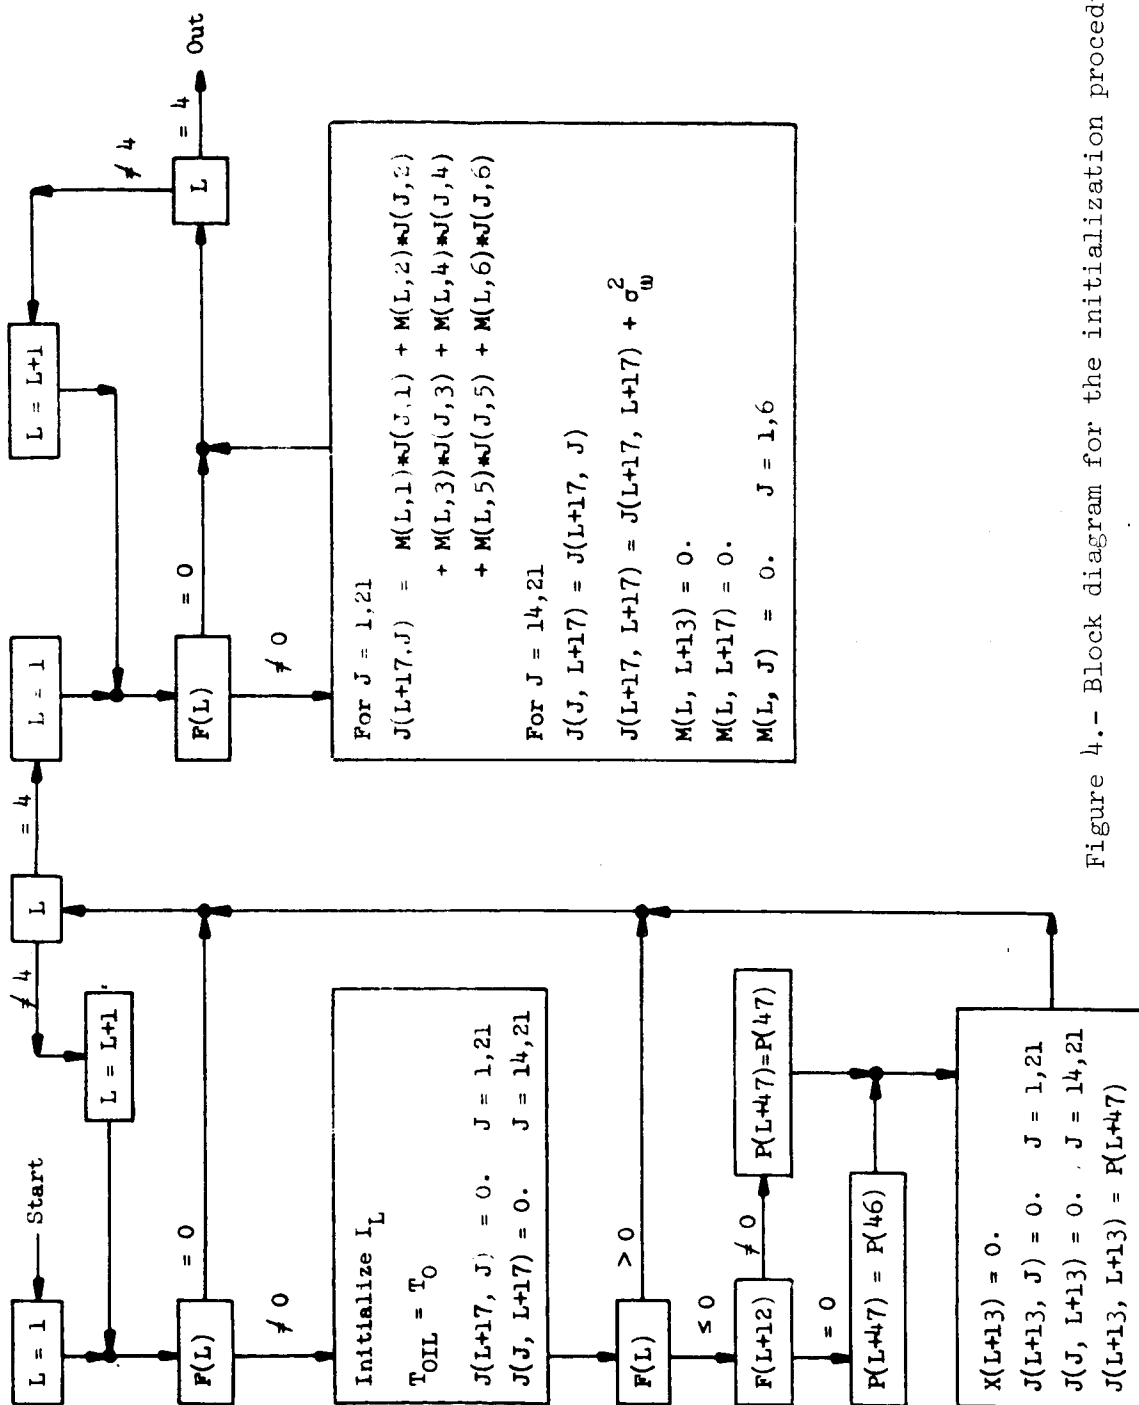 L = 1
Start
L = L+1
≠ 4
L
= 4
F(L)
= 0
≠ 0
Initialize I_L
T_OIL = T_O
J(L+17, J) = 0. J = 1,21
J(J, L+17) = 0. J = 14,21
F(L)
> 0
≤ 0
F(L+12)
≠ 0
P(L+47)=P(47)
= 0
P(L+47) = P(46)
X(L+13) = 0.
J(L+13, J) = 0. J = 1,21
J(J, L+13) = 0. J = 14,21
J(L+13, L+13) = P(L+47)
L = 1
L = L+1
≠ 4
L
= 4
Out
F(L)
= 0
≠ 0
For J = 1,21
J(L+17,J) = M(L,1)*J(J,1) + M(L,2)*J(J,2)
+ M(L,3)*J(J,3) + M(L,4)*J(J,4)
+ M(L,5)*J(J,5) + M(L,6)*J(J,6)
For J = 14,21
J(J, L+17) = J(L+17, J)
J(L+17, L+17) = J(L+17, L+17) + σ_ω^2
M(L, L+13) = 0.
M(L, L+17) = 0.
M(L, J) = 0. J = 1,6
Figure 4.- Block diagram for the initialization proced